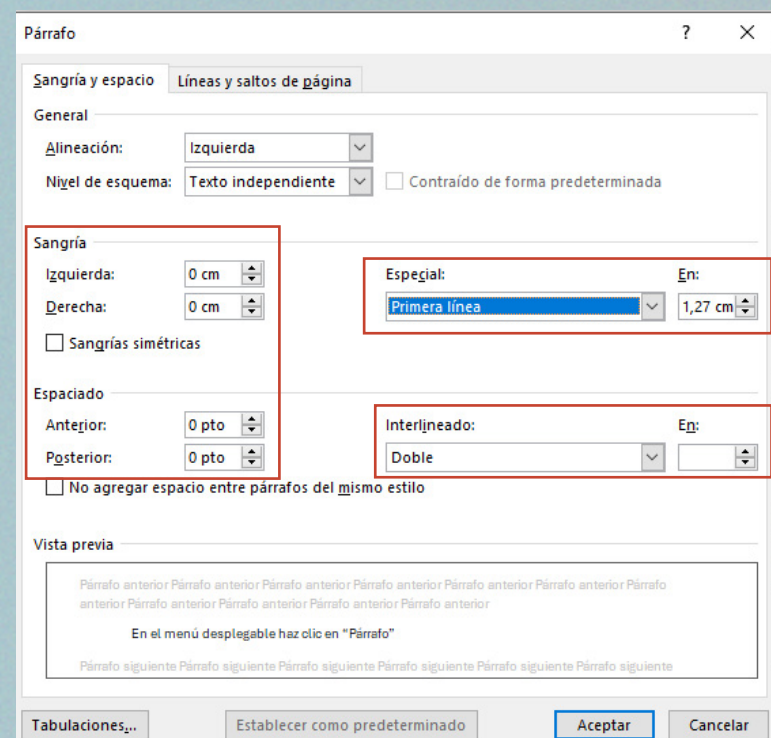 Párrafo ? ×
Sangría y espacio Líneas y saltos de página
General
Alineación: Izquierda
Nivel de esquema: Texto independiente Contraído de forma predeterminada
Sangría
Izquierda: 0 cm Especial: En:
Derecha: 0 cm Primera línea 1,27 cm
Sangrías simétricas
Espaciado
Anterior: 0 pto Interlineado: En:
Posterior: 0 pto Doble
No agregar espacio entre párrafos del mismo estilo
Vista previa
Párrafo anterior Párrafo anterior Párrafo anterior Párrafo anterior Párrafo anterior Párrafo anterior Párrafo
anterior Párrafo anterior Párrafo anterior Párrafo anterior Párrafo anterior
En el menú desplegable haz clic en “Párrafo”
Párrafo siguiente Párrafo siguiente Párrafo siguiente Párrafo siguiente Párrafo siguiente Párrafo siguiente
Tabulaciones... Establecer como predeterminado Aceptar Cancelar